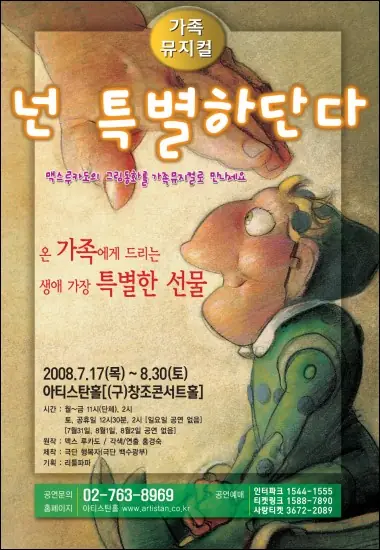 가족
뮤지컬
넌 특별하단다
맥스루카도의 그림동화를 가족뮤지컬로 만나세요
온 가족에게 드리는
생애 가장 특별한 선물
2008.7.17(목) ~ 8.30(토)
아티스탄홀[(구)창조콘서트홀]
시간 : 월~금 11시(단체), 2시
토, 공휴일 12시30분, 2시 [일요일 공연 없음]
[7월31일, 8월1일, 8월2일 공연 없음]
원작 : 맥스 루카도 / 각색/연출 홍경숙
제작 : 극단 행복자(극단 백수광부)
기획 : 리틀파파
공연문의 02-763-8969
홈페이지 아티스탄홀 www.artistan.co.kr
공연예매
인터파크 1544-1555
티켓링크 1588-7890
사랑티켓 3672-2089